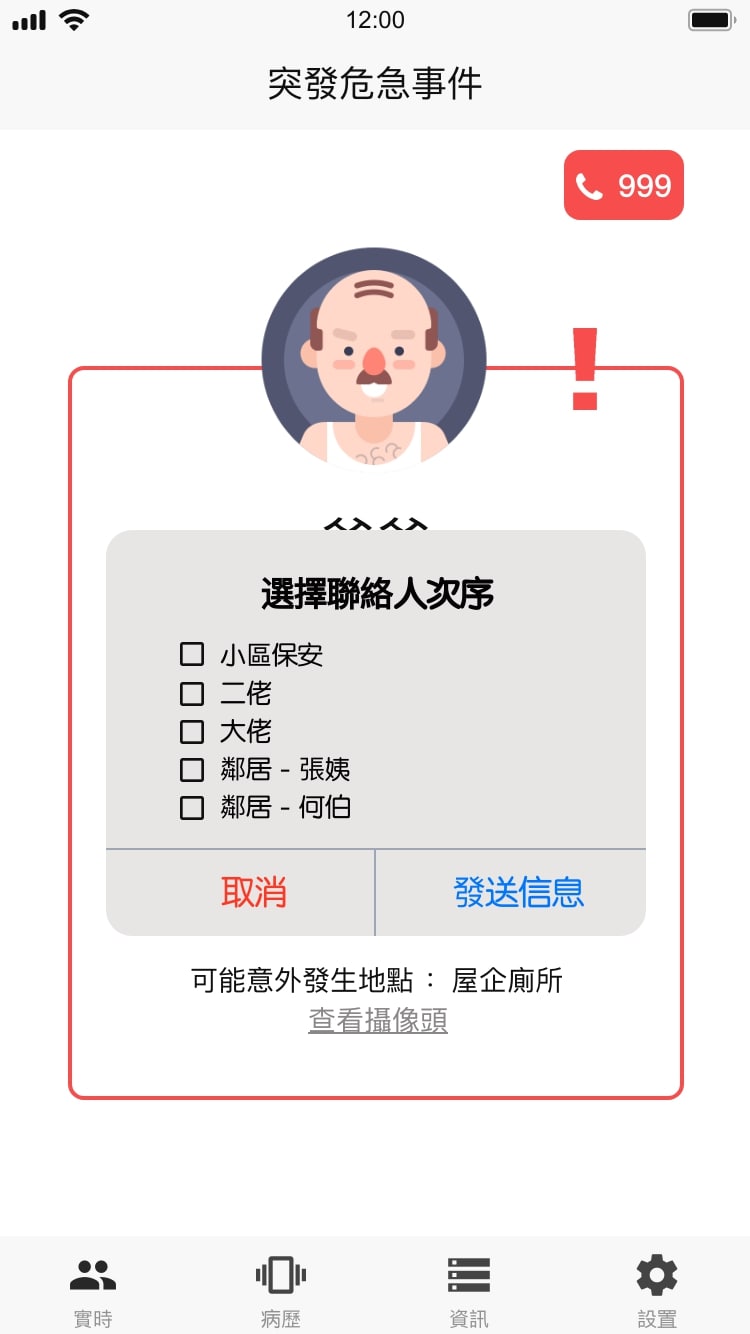 12:00
突發危急事件
999
!
選擇聯絡人次序
小區保安
二佬
大佬
鄰居 - 張姨
鄰居 - 何伯
取消 發送信息
可能意外發生地點 : 屋企廁所
查看攝像頭
實時 病歷 資訊 設置